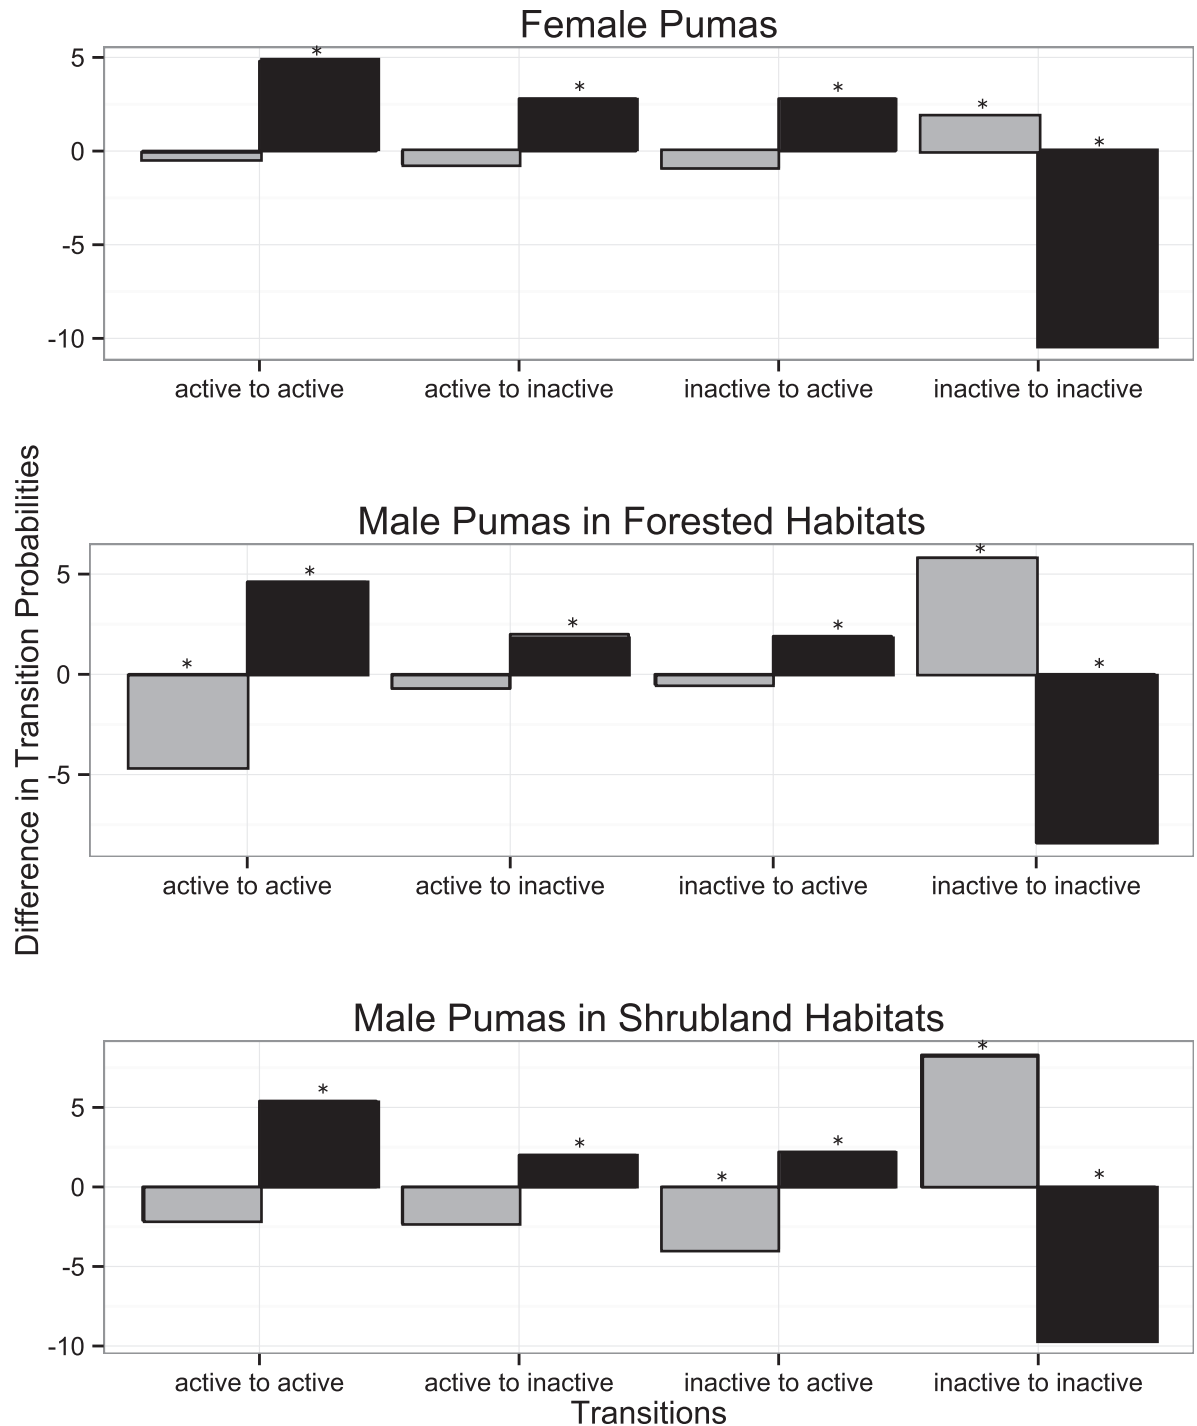 Female Pumas
5
0
-5
-10
* * * * *
active to active active to inactive inactive to active inactive to inactive
Difference in Transition Probabilities
Male Pumas in Forested Habitats
5
0
-5
* * * * * *
active to active active to inactive inactive to active inactive to inactive
Male Pumas in Shrubland Habitats
5
0
-5
-10
* * * * * *
active to active active to inactive inactive to active inactive to inactive
Transitions